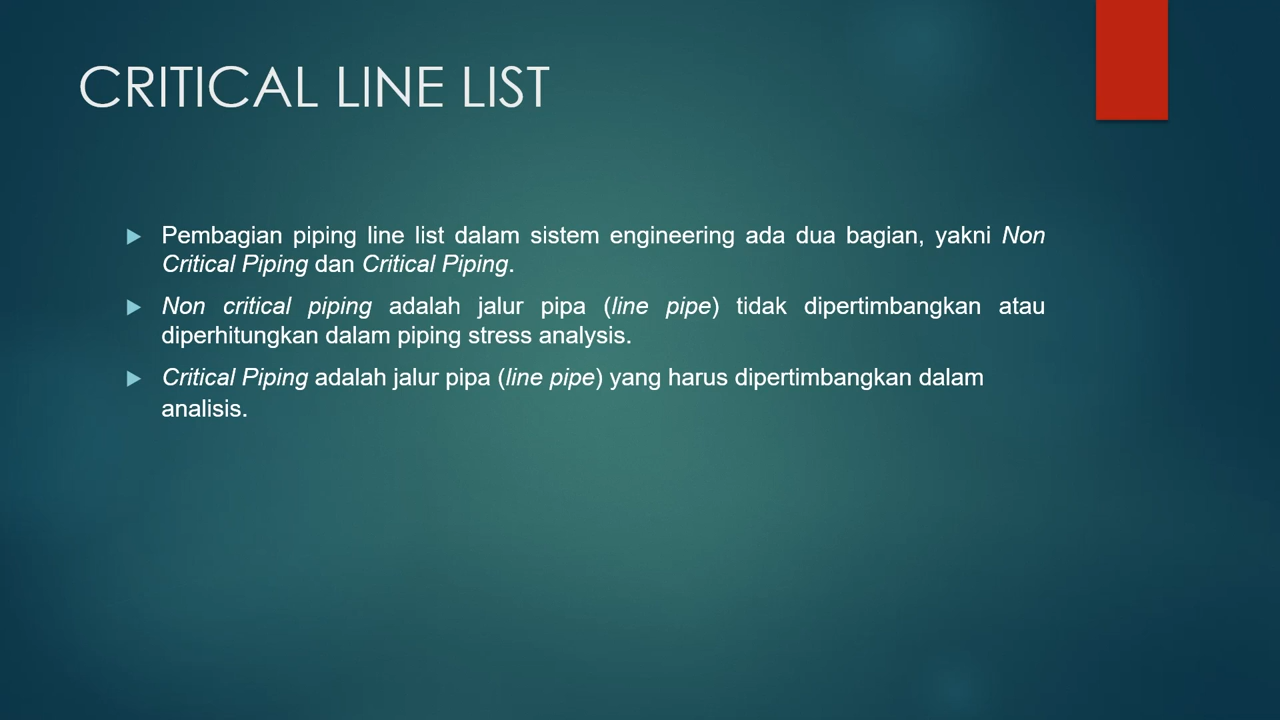 CRITICAL LINE LIST
Pembagian piping line list dalam sistem engineering ada dua bagian, yakni Non
Critical Piping dan Critical Piping.
Non critical piping adalah jalur pipa (line pipe) tidak dipertimbangkan atau
diperhitungkan dalam piping stress analysis.
Critical Piping adalah jalur pipa (line pipe) yang harus dipertimbangkan dalam
analisis.